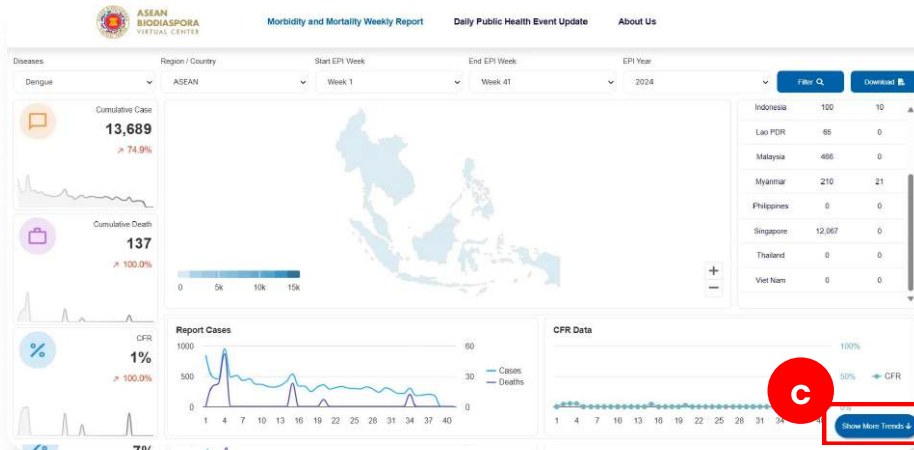 ASEAN
BIODIASPORA
VIRTUAL CENTER
Morbidity and Mortality Weekly Report
Daily Public Health Event Update
About Us
Diseases
Region / Country
Start EPI Week
End EPI Week
EPI Year
Dengue
ASEAN
Week 1
Week 41
2024
Filter
Download
Cumulative Case
13,689
74.9%
Cumulative Death
137
100.0%
CFR
1%
100.0%
7%
0 5k 10k 15k
+
−
Indonesia 100 10
Lao PDR 65 0
Malaysia 466 0
Myanmar 210 21
Philippines 0 0
Singapore 12,067 0
Thailand 0 0
Viet Nam 0 0
Report Cases
1000 60
500 30
0 0
Cases
Deaths
1 4 7 10 13 16 19 22 25 28 31 34 37 40
CFR Data
100%
50%
0%
CFR
1 4 7 10 13 16 19 22 25 28 31 34
C
Show More Trends